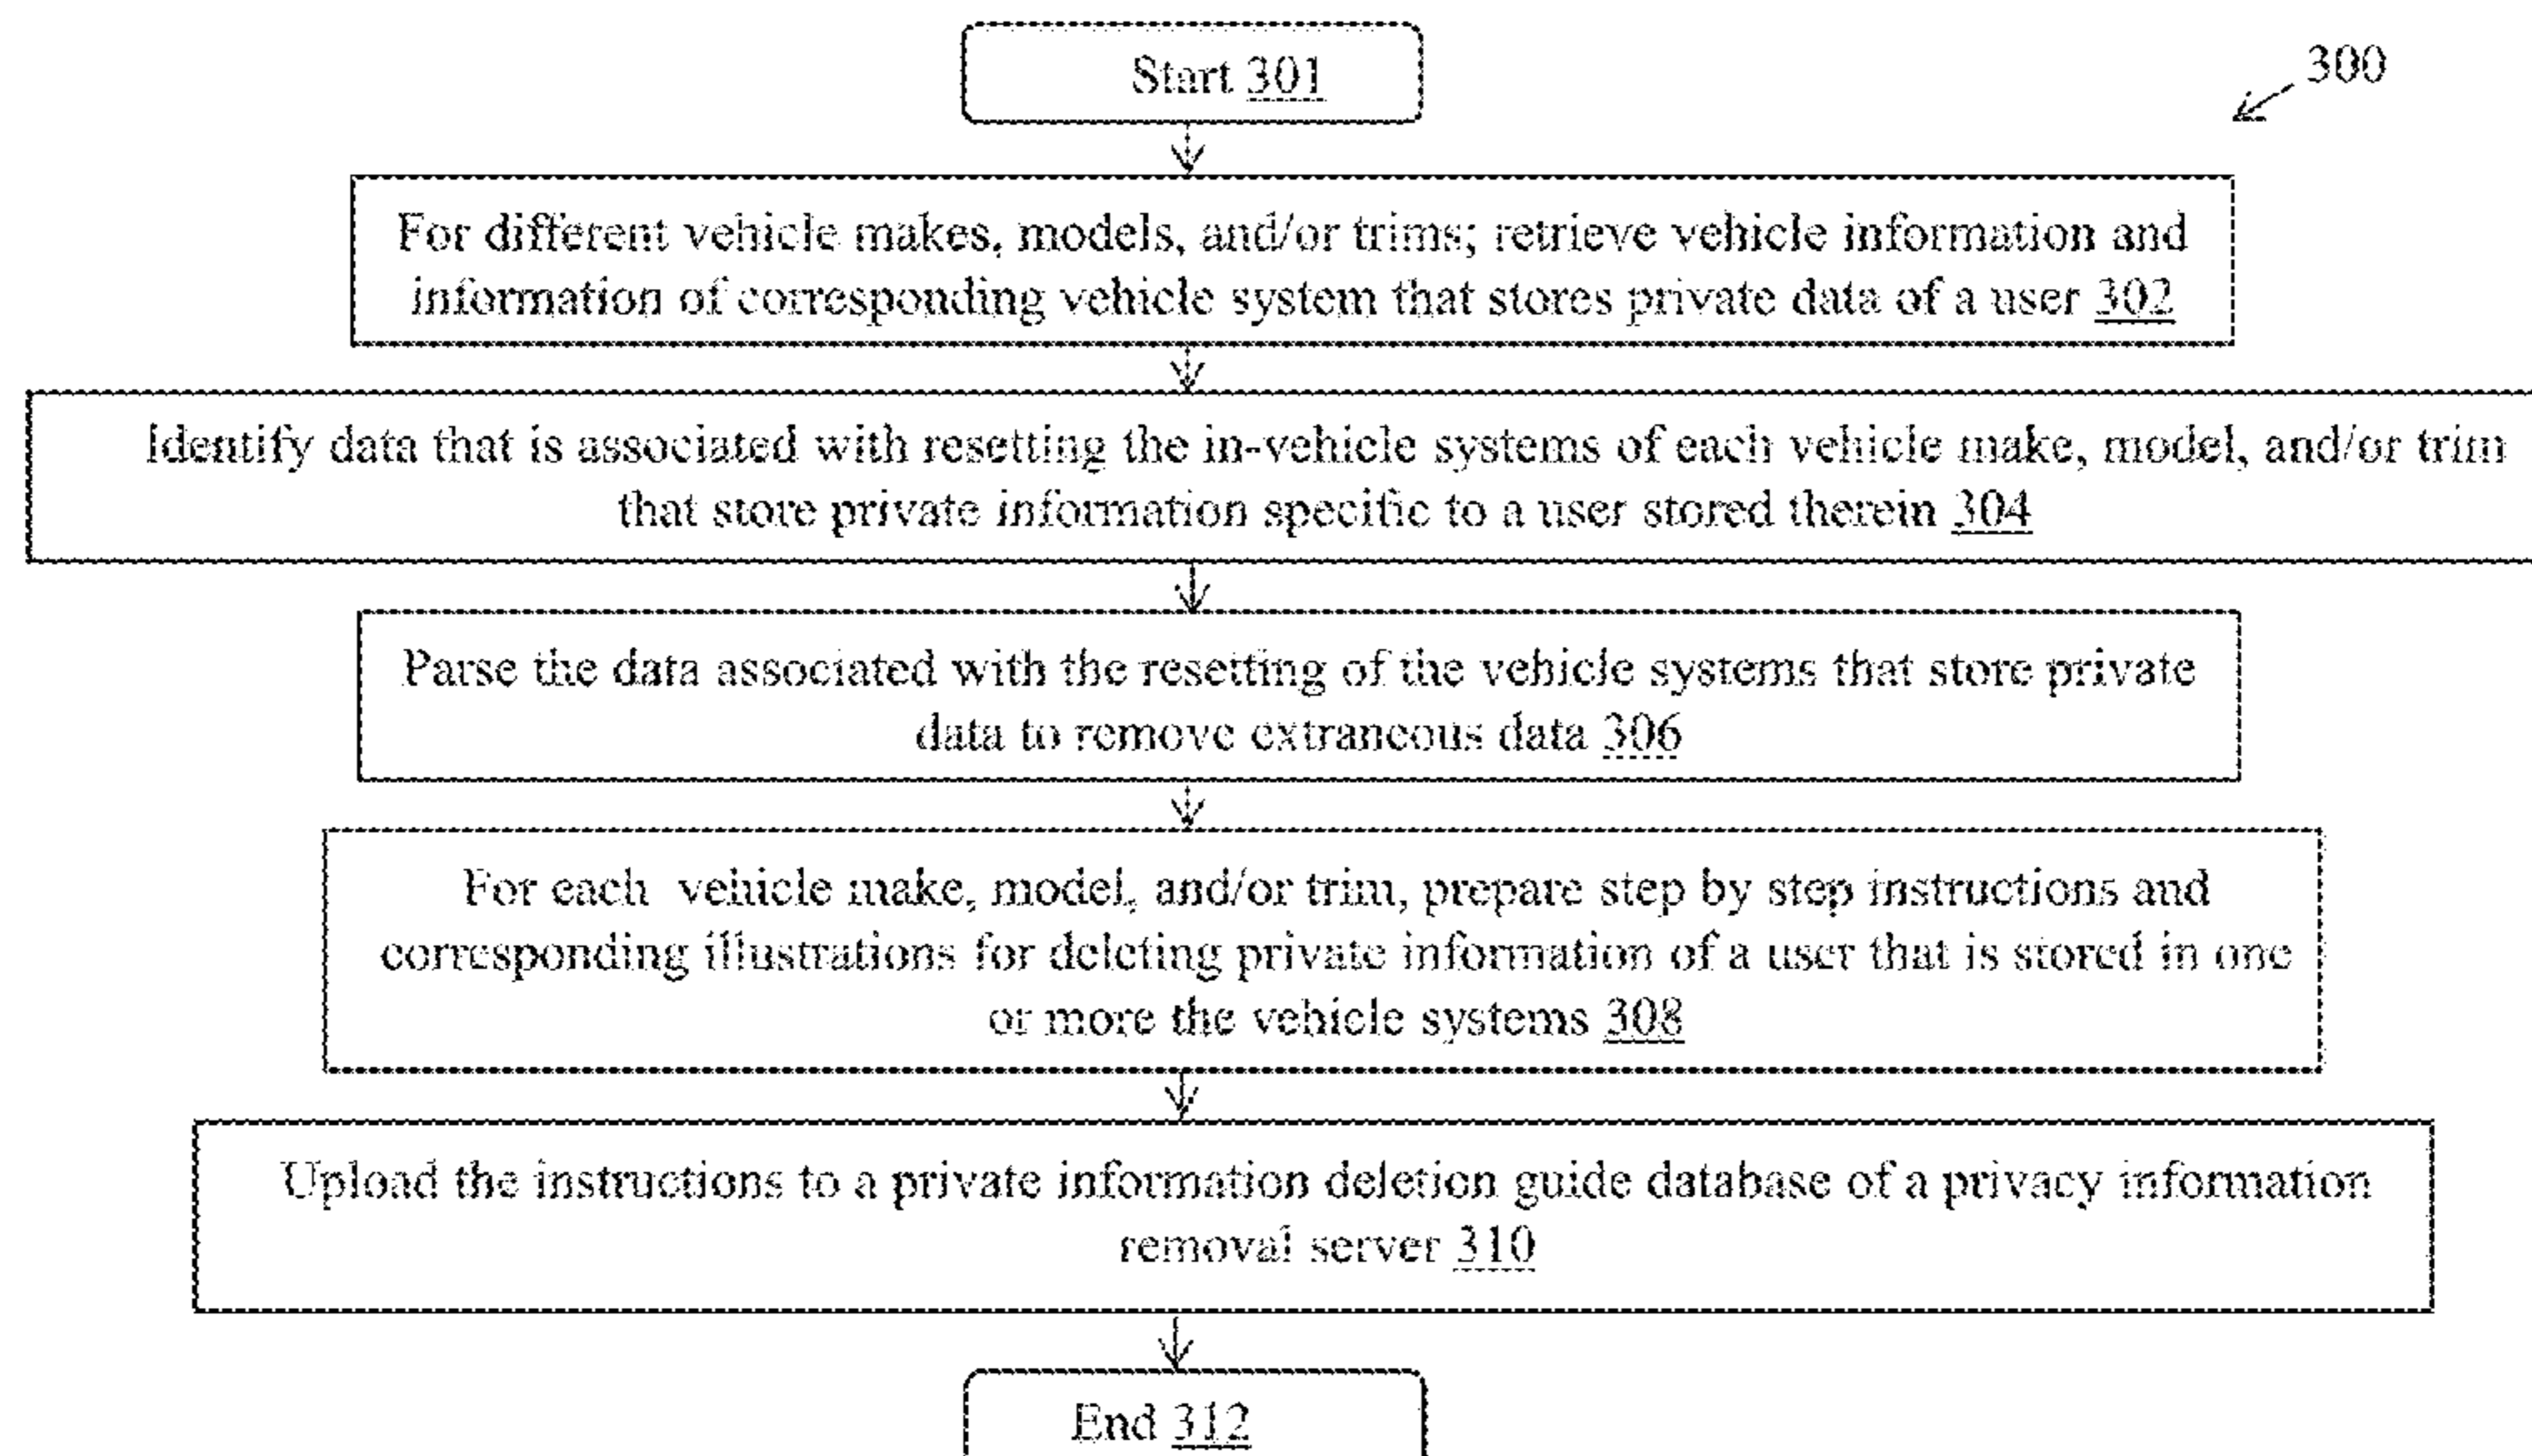 Start 301
300
For different vehicle makes, models, and/or trims; retrieve vehicle information and
information of corresponding vehicle system that stores private data of a user 302
Identify data that is associated with resetting the in-vehicle systems of each vehicle make, model, and/or trim
that store private information specific to a user stored therein 304
Parse the data associated with the resetting of the vehicle systems that store private
data to remove extraneous data 306
For each vehicle make, model, and/or trim, prepare step by step instructions and
corresponding illustrations for deleting private information of a user that is stored in one
or more the vehicle systems 308
Upload the instructions to a private information deletion guide database of a privacy information
removal server 310
End 312